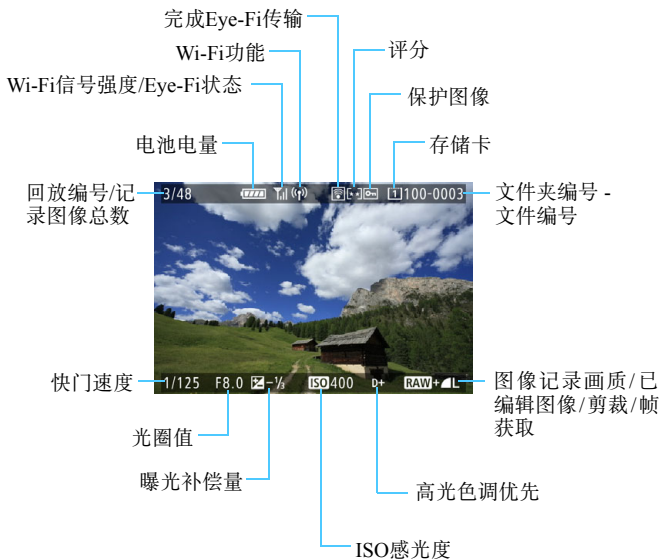 完成Eye-Fi传输
Wi-Fi功能
评分
Wi-Fi信号强度/Eye-Fi状态
保护图像
电池电量
存储卡
回放编号/记
录图像总数
3/48
1
100-0003
文件夹编号 -
文件编号
快门速度
1/125
F8.0
-⅓
ISO
400
D+
RAW+
L
图像记录画质/已
编辑图像/剪裁/帧
获取
光圈值
曝光补偿量
高光色调优先
ISO感光度